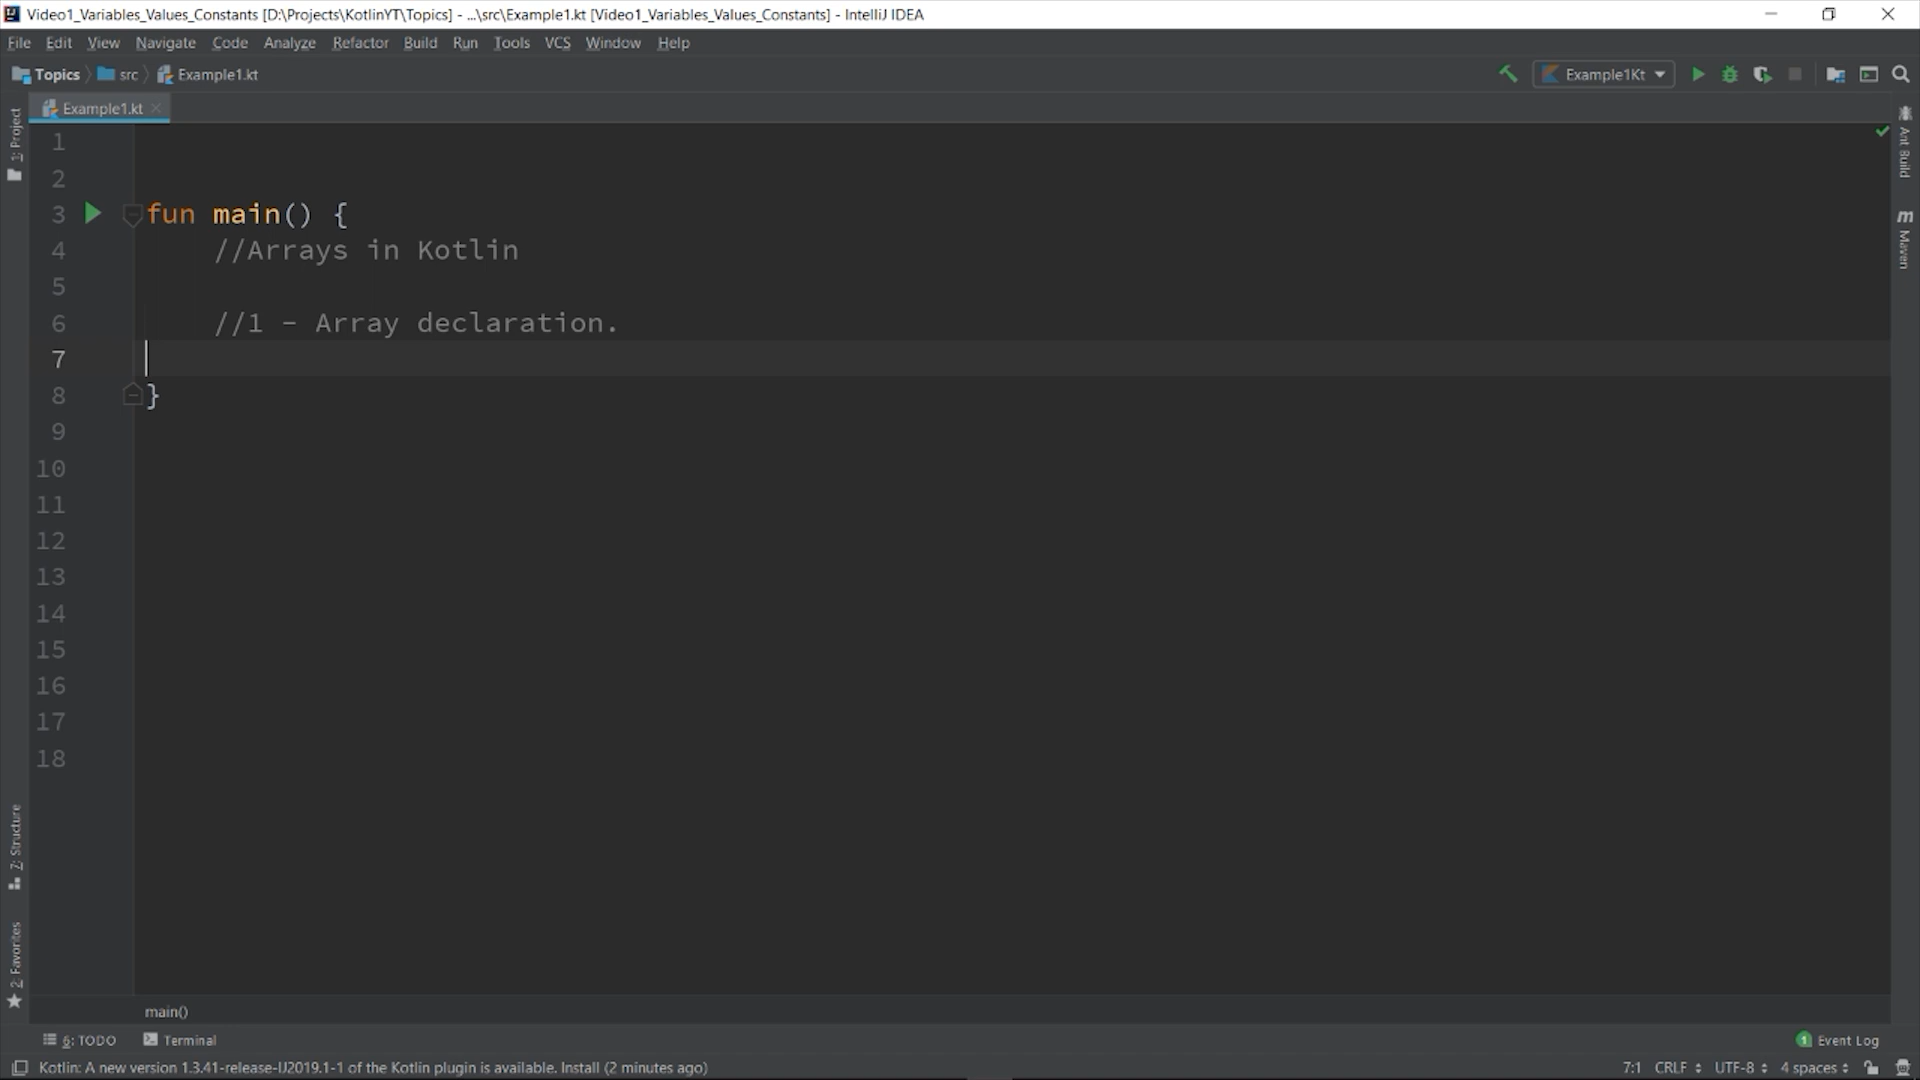 Video1_Variables_Values_Constants [D:\Projects\KotlinYT\Topics] - ...\src\Example1.kt [Video1_Variables_Values_Constants] - IntelliJ IDEA
File Edit View Navigate Code Analyze Refactor Build Run Tools VCS Window Help
Topics src Example1.kt Example1Kt
Example1.kt
1: Project
Ant Build
Maven
1
2
3 fun main() {
4 //Arrays in Kotlin
5
6 //1 - Array declaration.
7
8 }
9
10
11
12
13
14
15
16
17
18
7: Structure
2: Favorites
main()
6: TODO Terminal 1 Event Log
Kotlin: A new version 1.3.41-release-IJ2019.1-1 of the Kotlin plugin is available. Install (2 minutes ago) 7:1 CRLF UTF-8 4 spaces